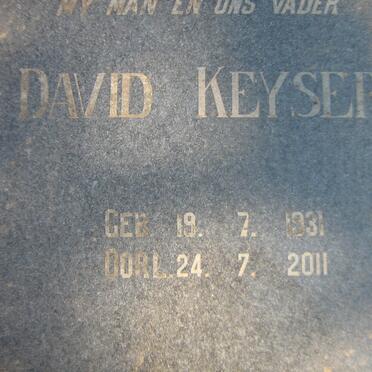 MY MAN EN ONS VADER
DAVID KEYSER
GEB. 19. 7. 1931
OORL. 24. 7. 2011